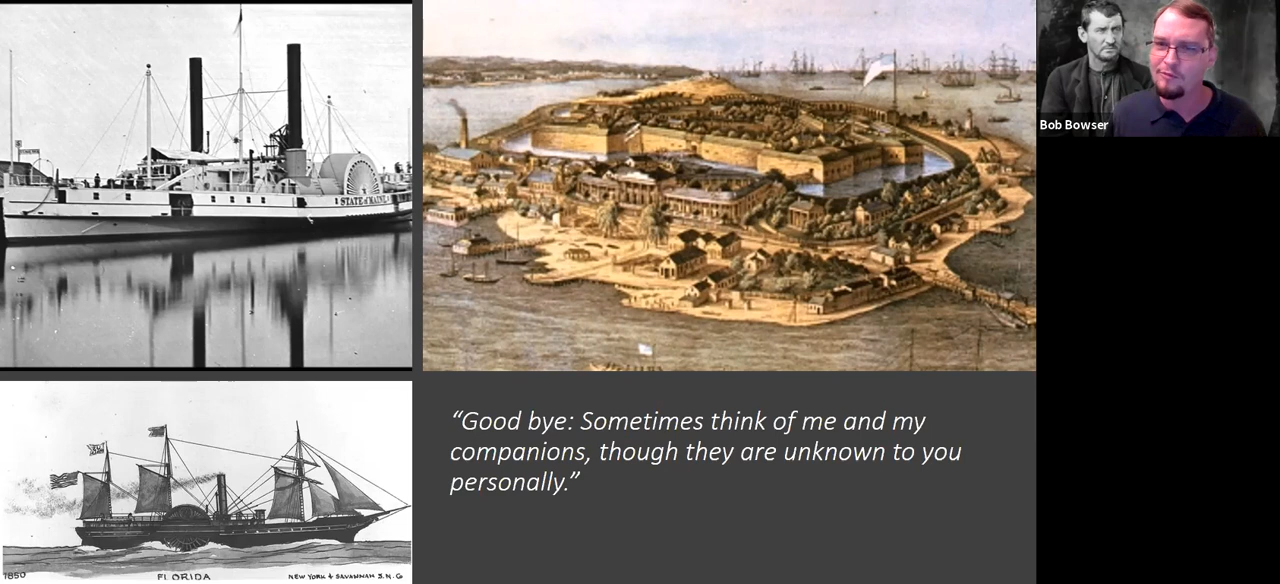 STATE of MAINE
Bob Bowser
“Good bye: Sometimes think of me and my
companions, though they are unknown to you
personally.”
1850
FLORIDA
NEW YORK & SAVANNAH S.N.G